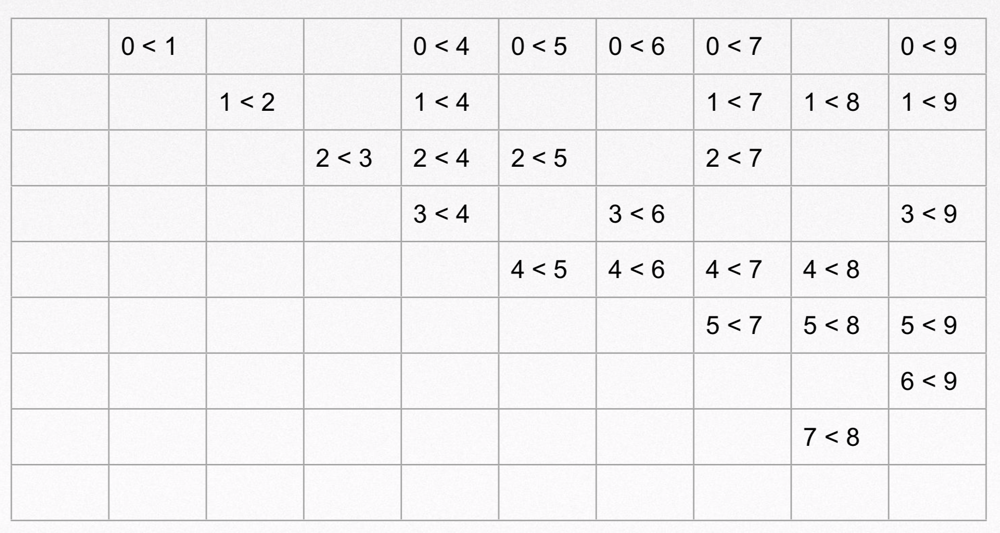 0 < 1 0 < 4 0 < 5 0 < 6 0 < 7 0 < 9
1 < 2 1 < 4 1 < 7 1 < 8 1 < 9
2 < 3 2 < 4 2 < 5 2 < 7
3 < 4 3 < 6 3 < 9
4 < 5 4 < 6 4 < 7 4 < 8
5 < 7 5 < 8 5 < 9
6 < 9
7 < 8